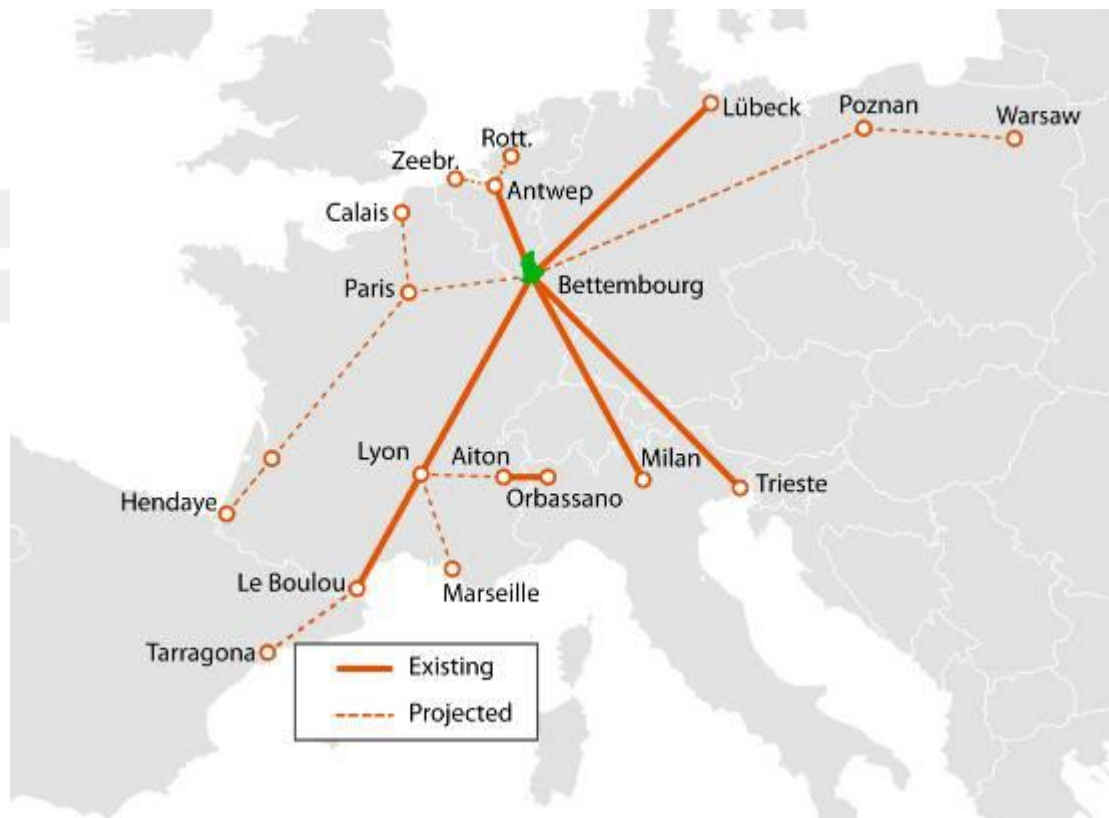 Lübeck
Poznan
Warsaw
Rott.
Zeebr.
Antwep
Calais
Paris
Bettembourg
Lyon
Aiton
Milan
Orbassano
Trieste
Hendaye
Le Boulou
Marseille
Tarragona
Existing
Projected